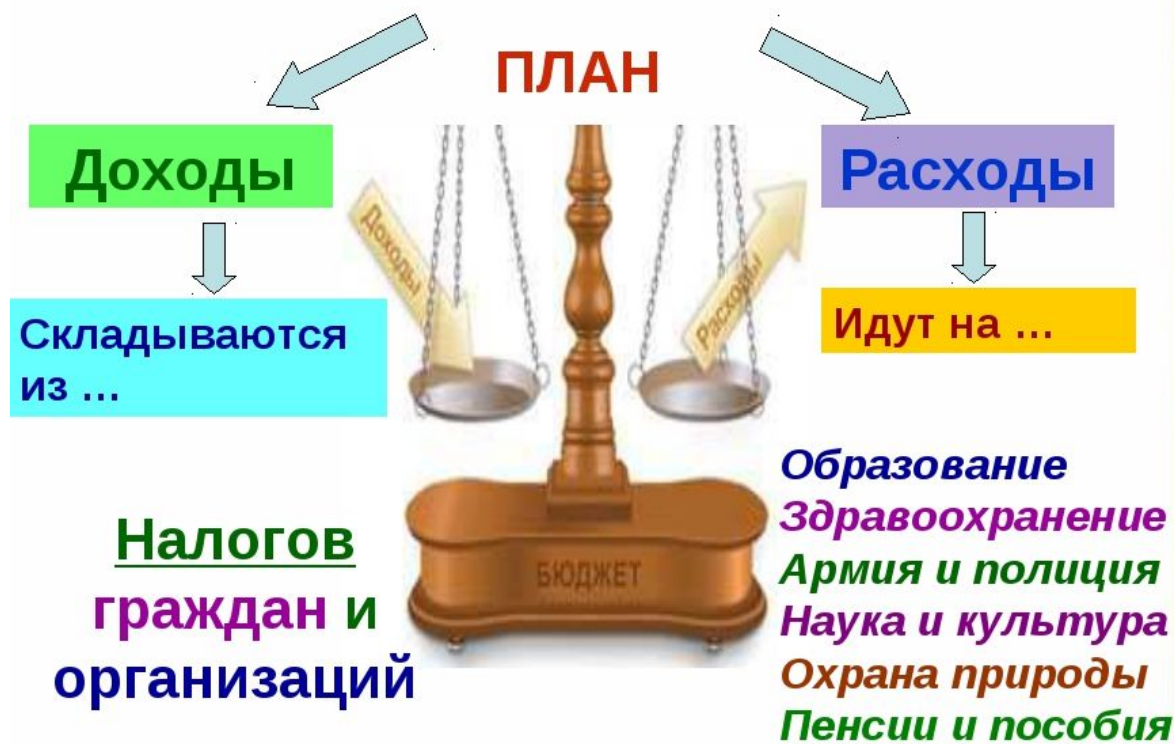 ПЛАН
Доходы
Расходы
Доходы
Расходы
Складываются
из ...
Идут на ...
Налогов
граждан и
организаций
БЮДЖЕТ
Образование
Здравоохранение
Армия и полиция
Наука и культура
Охрана природы
Пенсии и пособия